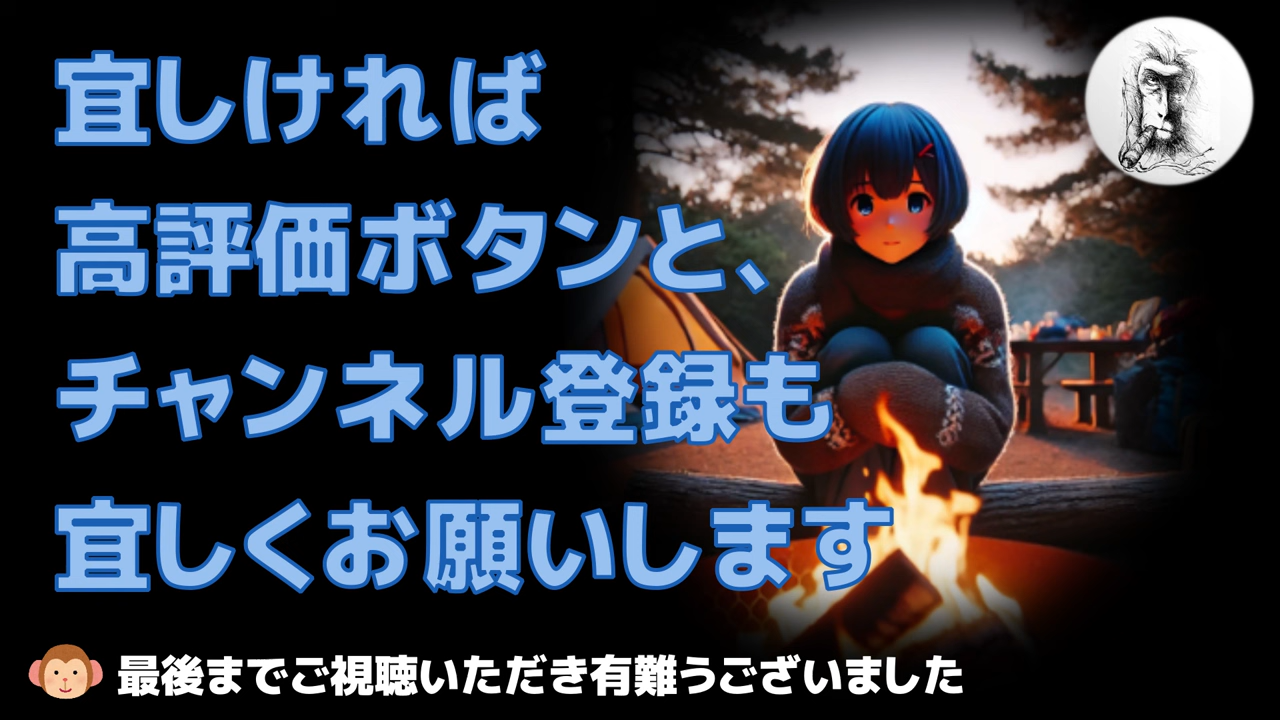 宜しければ
高評価ボタンと、
チャンネル登録も
宜しくお願いします
最後までご視聴いただき有難うございました